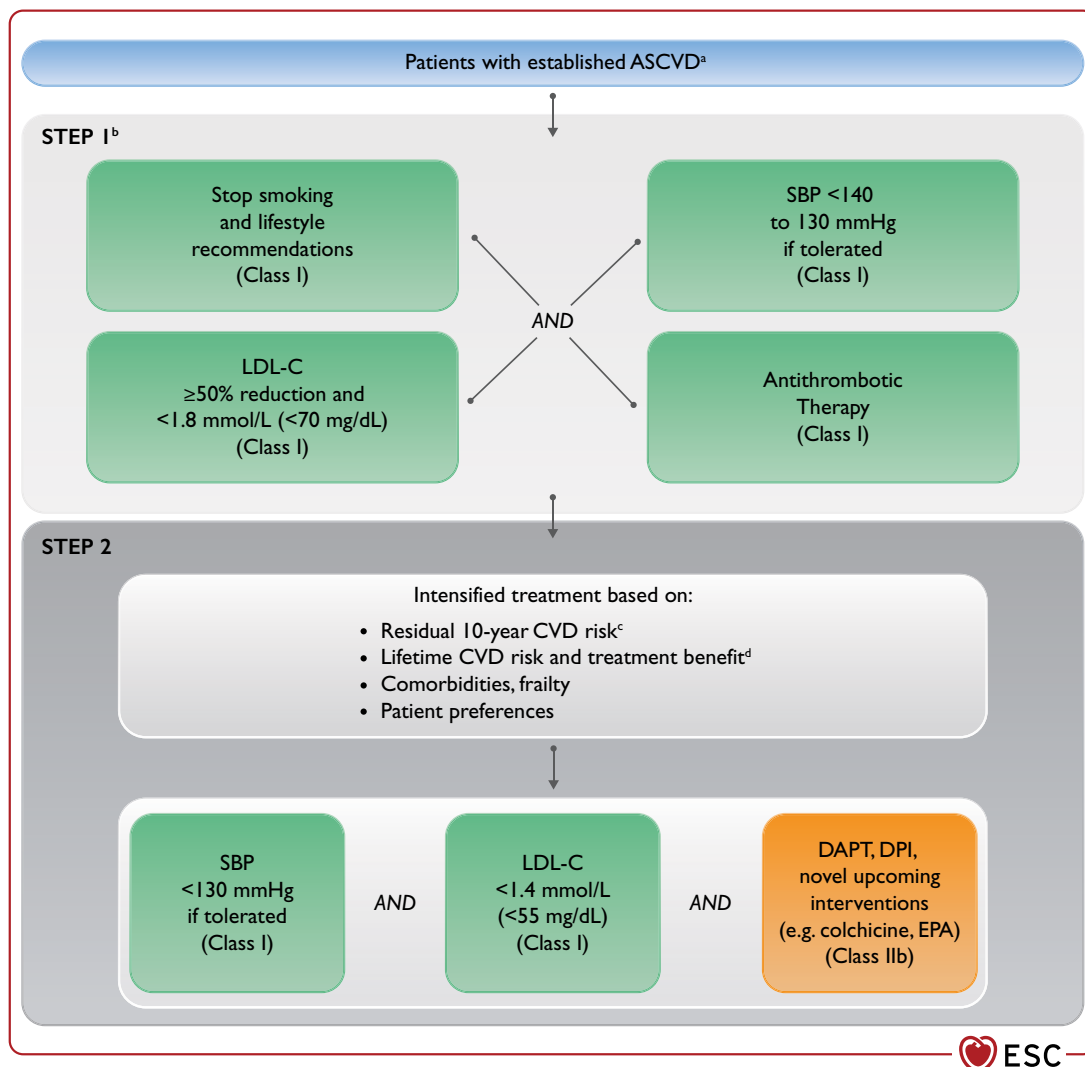 Patients with established ASCVDᵃ
STEP 1ᵇ
Stop smoking
and lifestyle
recommendations
(Class I)
SBP <140
to 130 mmHg
if tolerated
(Class I)
AND
LDL-C
≥50% reduction and
<1.8 mmol/L (<70 mg/dL)
(Class I)
Antithrombotic
Therapy
(Class I)
STEP 2
Intensified treatment based on:
• Residual 10-year CVD riskᶜ
• Lifetime CVD risk and treatment benefitᵈ
• Comorbidities, frailty
• Patient preferences
SBP
<130 mmHg
if tolerated
(Class I)
AND
LDL-C
<1.4 mmol/L
(<55 mg/dL)
(Class I)
AND
DAPT, DPI,
novel upcoming
interventions
(e.g. colchicine, EPA)
(Class IIb)
ESC